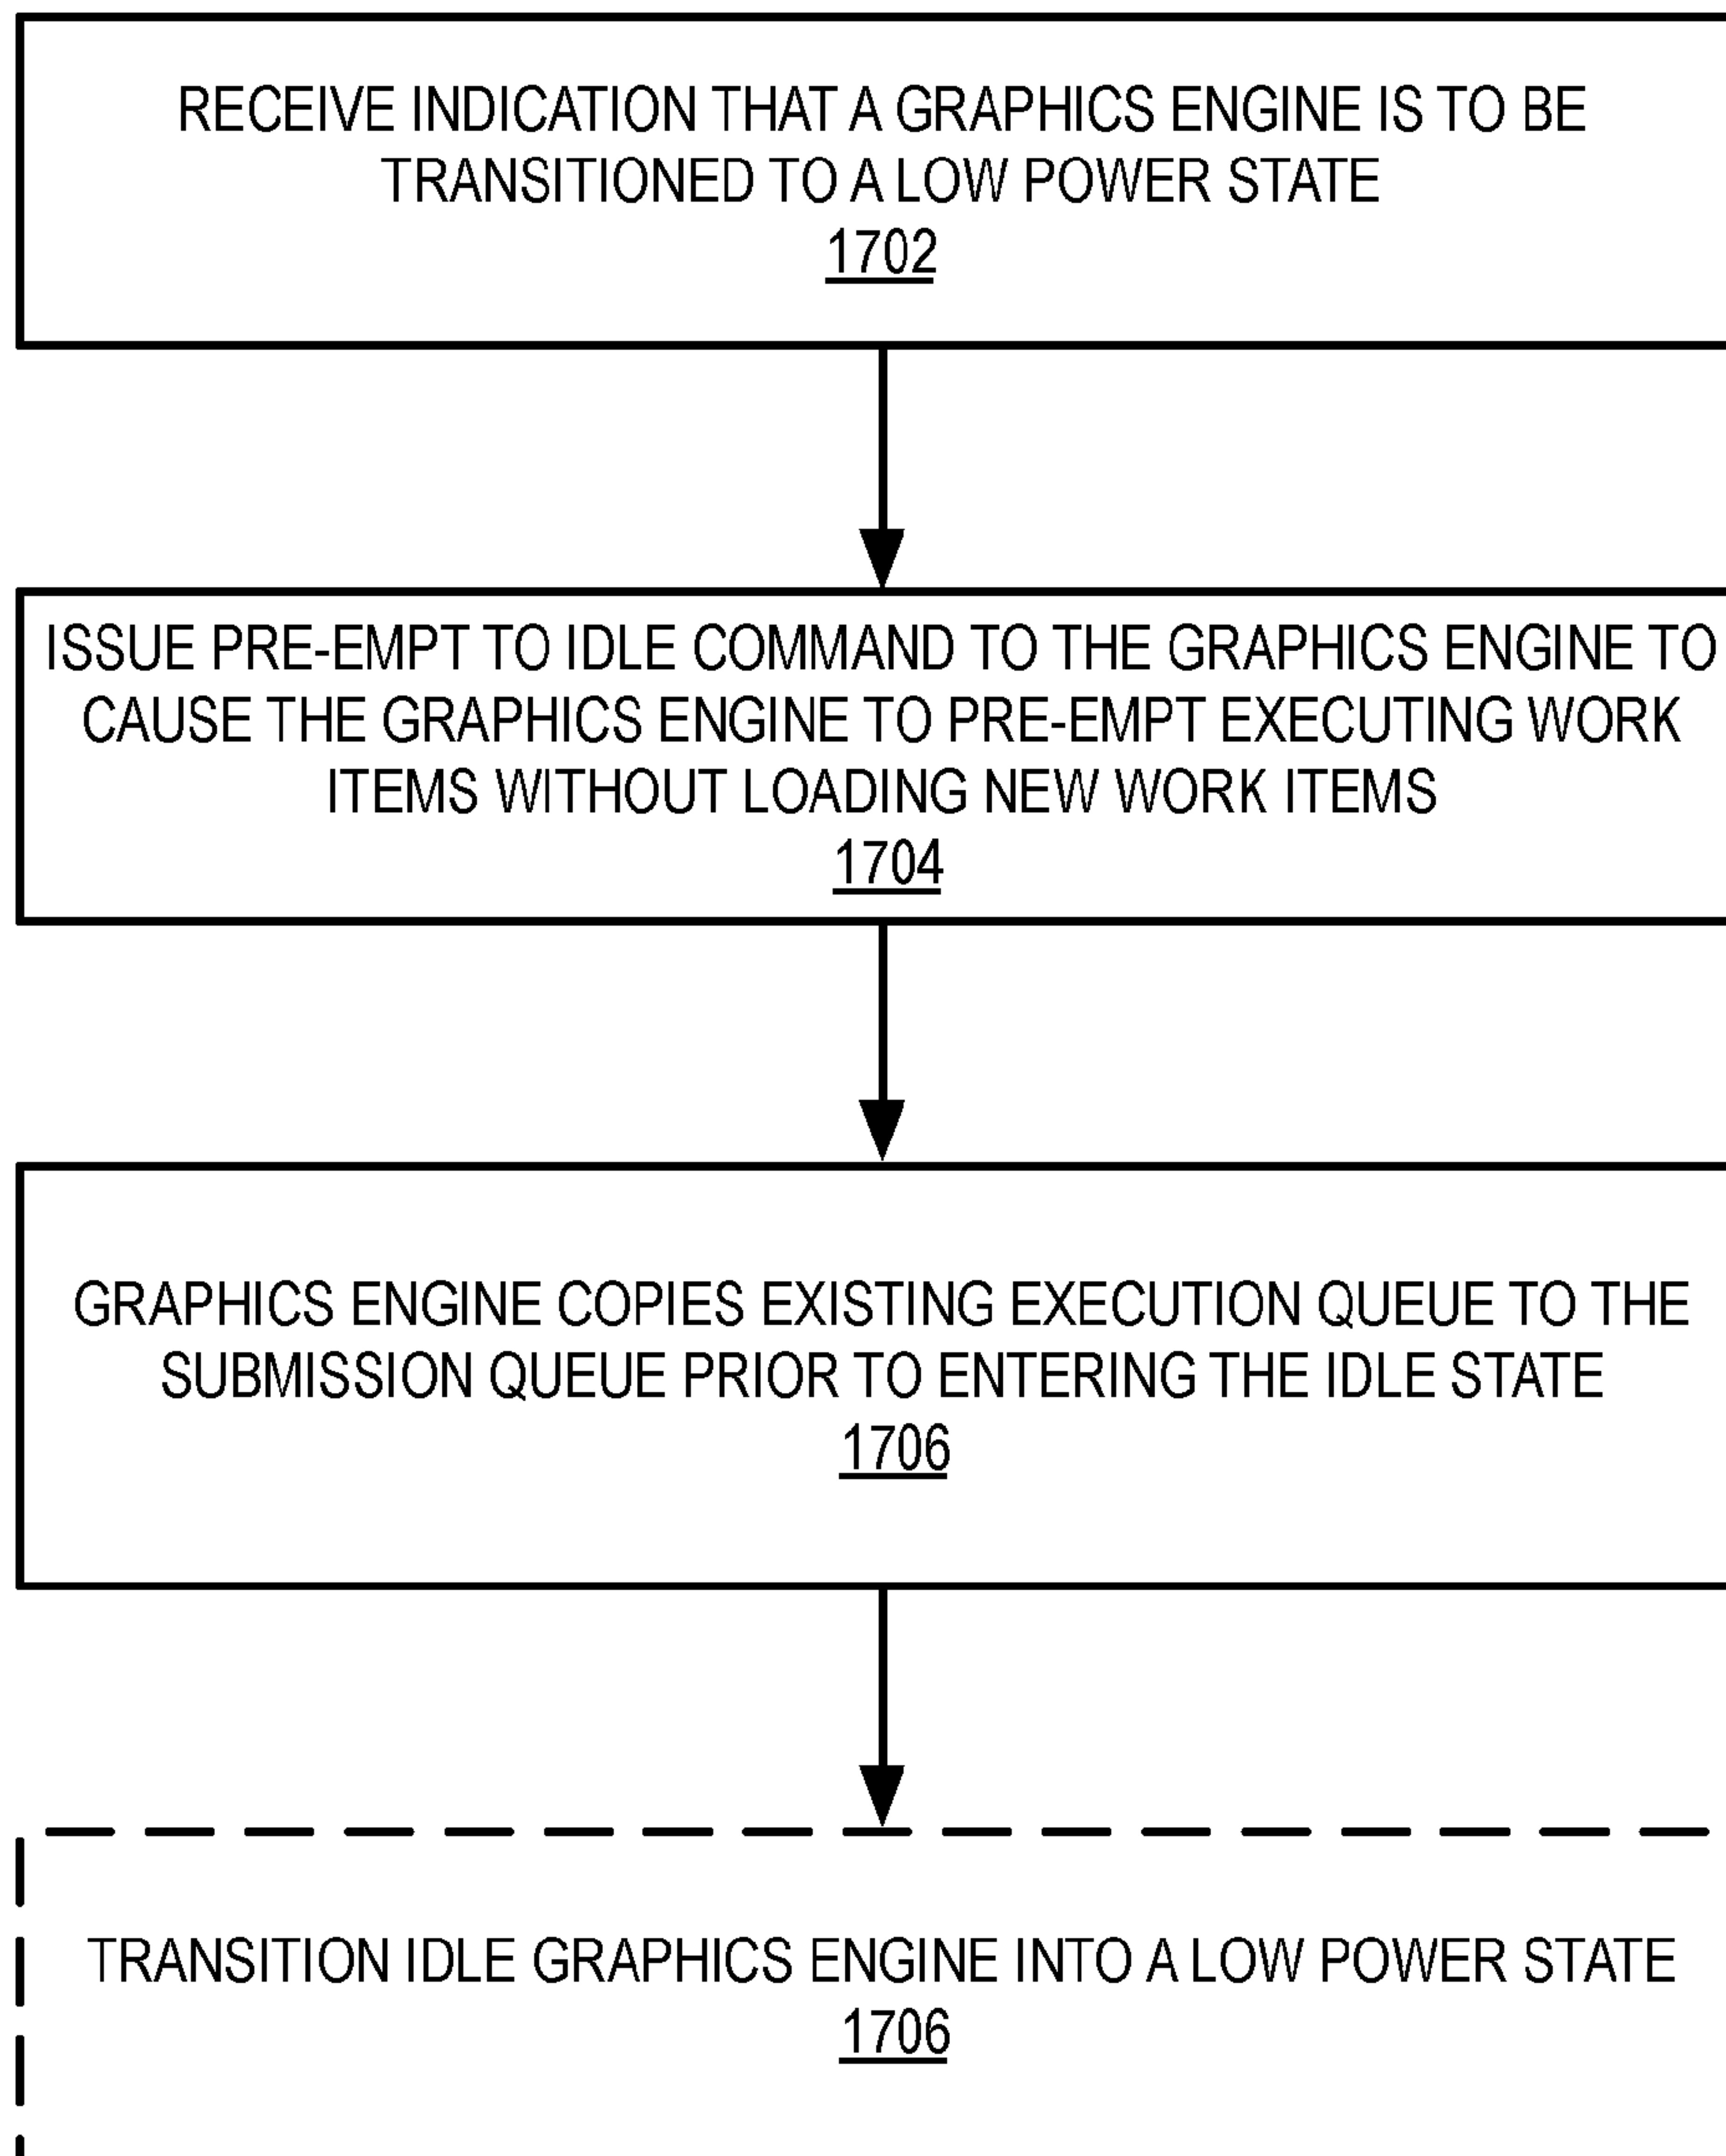 RECEIVE INDICATION THAT A GRAPHICS ENGINE IS TO BE
TRANSITIONED TO A LOW POWER STATE
1702
ISSUE PRE-EMPT TO IDLE COMMAND TO THE GRAPHICS ENGINE TO
CAUSE THE GRAPHICS ENGINE TO PRE-EMPT EXECUTING WORK
ITEMS WITHOUT LOADING NEW WORK ITEMS
1704
GRAPHICS ENGINE COPIES EXISTING EXECUTION QUEUE TO THE
SUBMISSION QUEUE PRIOR TO ENTERING THE IDLE STATE
1706
TRANSITION IDLE GRAPHICS ENGINE INTO A LOW POWER STATE
1706